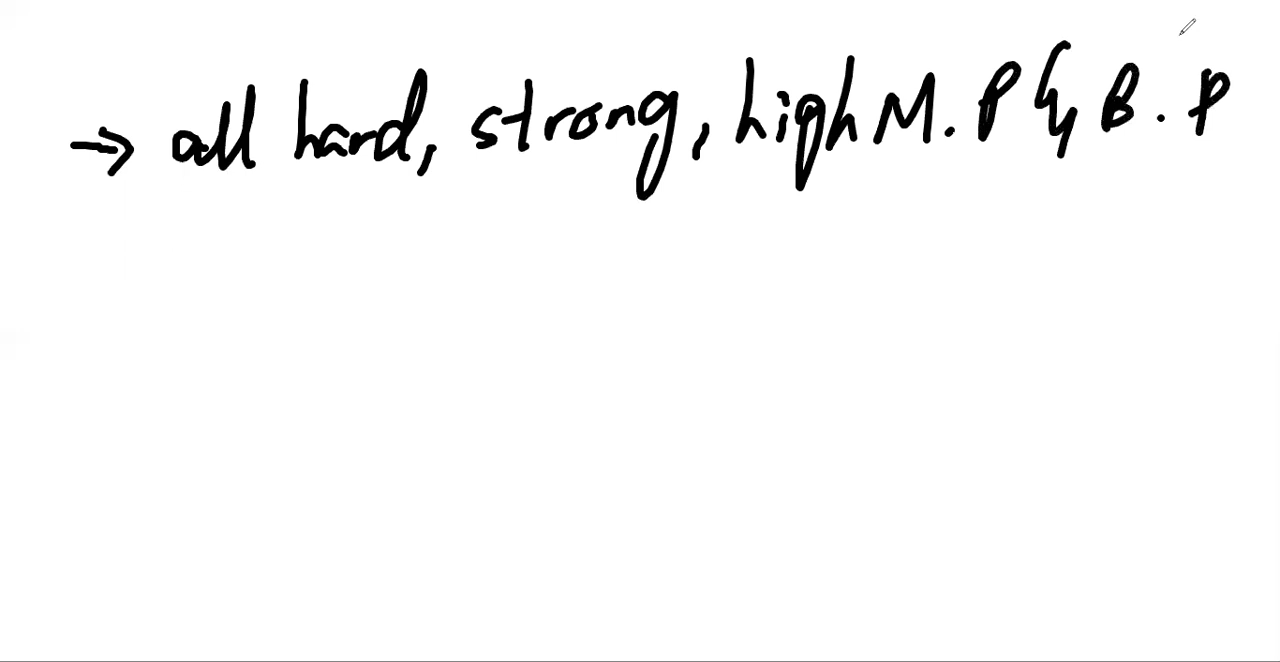 → all hard, strong, high M.P & B.P